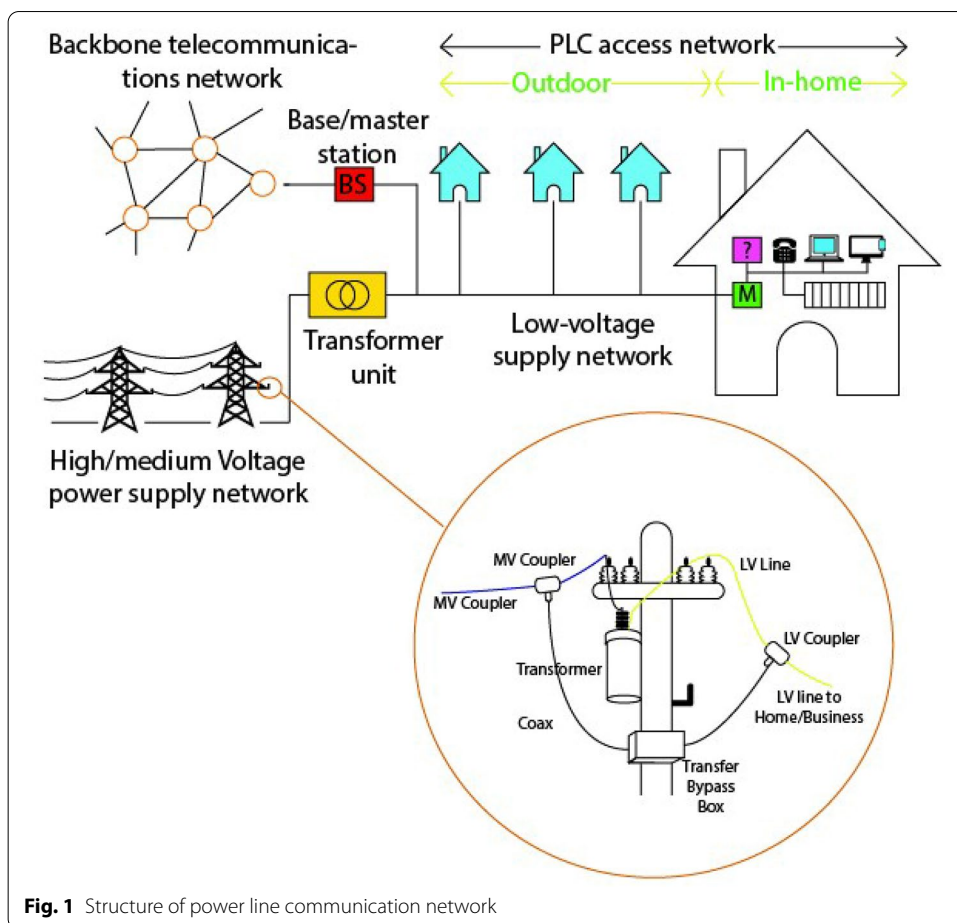 Backbone telecommunica-
tions network
PLC access network
Outdoor
In-home
Base/master
station
BS
?
M
Transformer
unit
Low-voltage
supply network
High/medium Voltage
power supply network
MV Coupler
MV Coupler
LV Line
LV Coupler
Transformer
LV line to
Home/Business
Coax
Transfer
Bypass
Box
Fig. 1 Structure of power line communication network